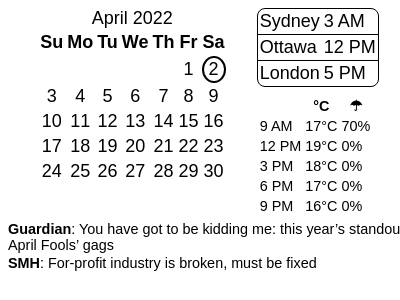 April 2022
Su Mo Tu We Th Fr Sa
1 2
3 4 5 6 7 8 9
10 11 12 13 14 15 16
17 18 19 20 21 22 23
24 25 26 27 28 29 30
Sydney 3 AM
Ottawa 12 PM
London 5 PM
°C ☂
9 AM 17°C 70%
12 PM 19°C 0%
3 PM 18°C 0%
6 PM 17°C 0%
9 PM 16°C 0%
Guardian: You have got to be kidding me: this year’s standou
April Fools’ gags
SMH: For-profit industry is broken, must be fixed